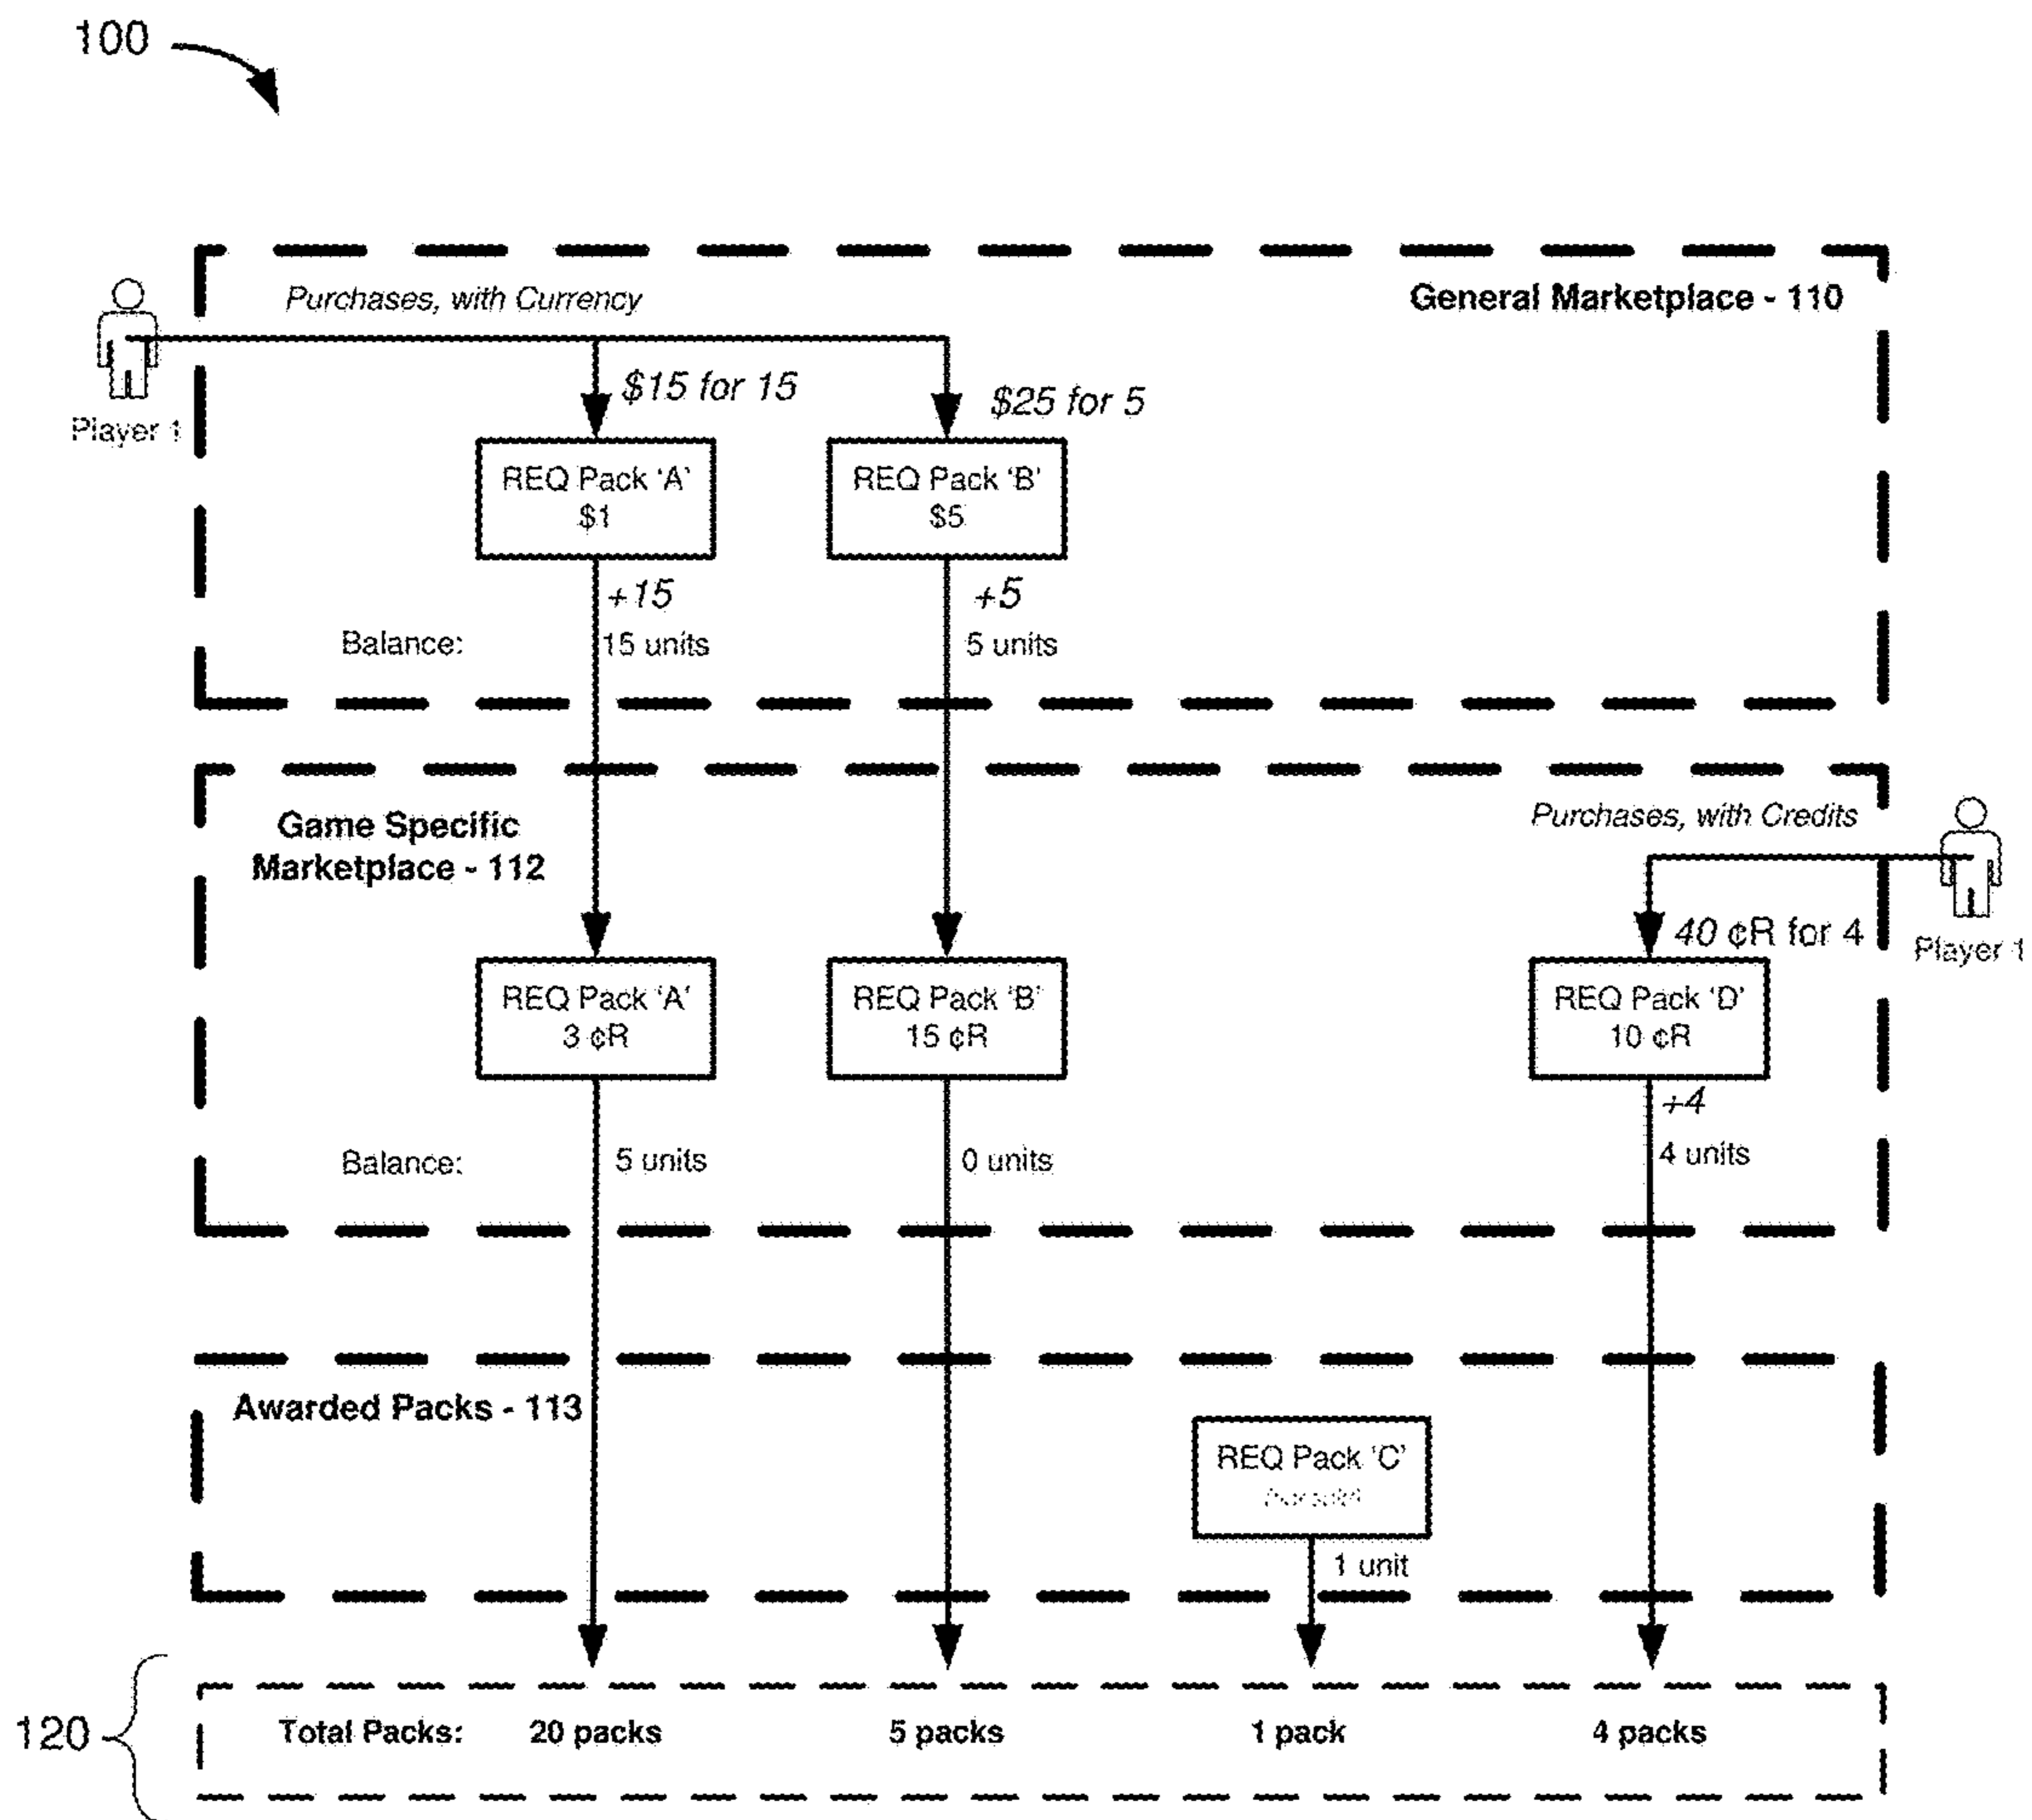 100
Purchases, with Currency
General Marketplace - 110
Player 1
$15 for 15
$25 for 5
REQ Pack 'A'
$1
REQ Pack 'B'
$5
+15
+5
Balance:
15 units
5 units
Game Specific
Marketplace - 112
Purchases, with Credits
Player 1
40 ¢R for 4
REQ Pack 'A'
3 ¢R
REQ Pack 'B'
15 ¢R
REQ Pack 'D'
10 ¢R
+4
Balance:
5 units
0 units
4 units
Awarded Packs - 113
REQ Pack 'C'
1 unit
120
Total Packs:
20 packs
5 packs
1 pack
4 packs